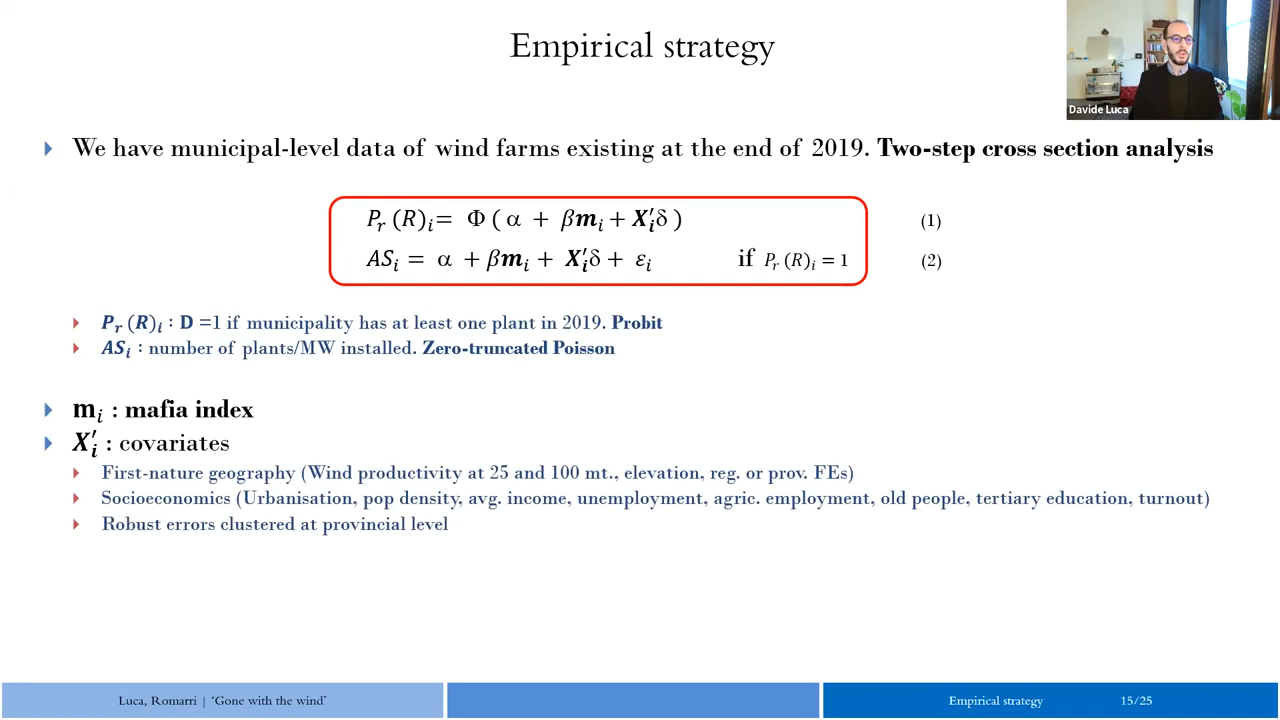 Empirical strategy
Davide Luca
We have municipal-level data of wind farms existing at the end of 2019. Two-step cross section analysis
Pᵣ (R)ᵢ= Φ ( α + βmᵢ + Xᵢ′δ ) (1)
ASᵢ = α + βmᵢ + Xᵢ′δ + εᵢ if Pᵣ (R)ᵢ = 1 (2)
Pᵣ (R)ᵢ : D =1 if municipality has at least one plant in 2019. Probit
ASᵢ : number of plants/MW installed. Zero-truncated Poisson
mᵢ : mafia index
Xᵢ′ : covariates
First-nature geography (Wind productivity at 25 and 100 mt., elevation, reg. or prov. FEs)
Socioeconomics (Urbanisation, pop density, avg. income, unemployment, agric. employment, old people, tertiary education, turnout)
Robust errors clustered at provincial level
Luca, Romarri | ‘Gone with the wind’
Empirical strategy 15/25